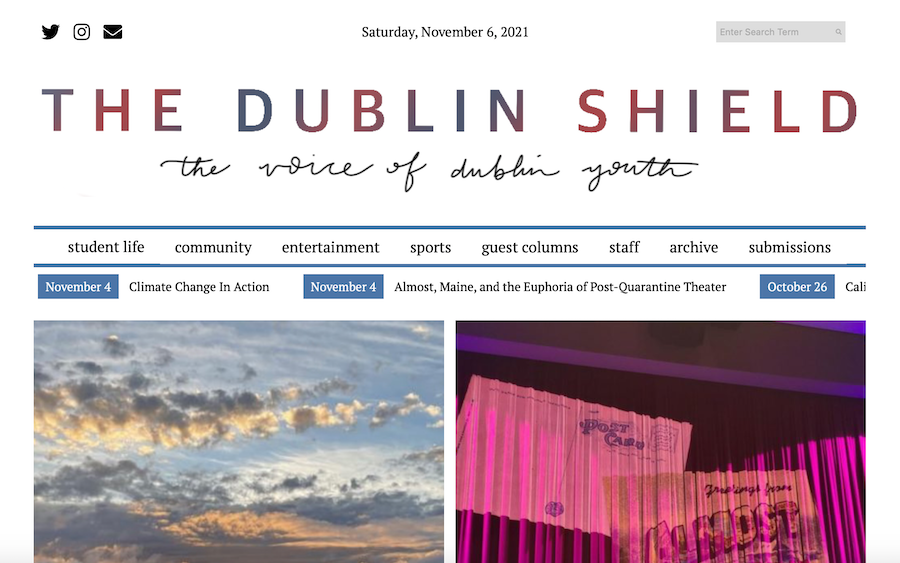 Saturday, November 6, 2021
Enter Search Term
THE DUBLIN SHIELD
the voice of dublin youth
student life community entertainment sports guest columns staff archive submissions
November 4 Climate Change In Action November 4 Almost, Maine, and the Euphoria of Post-Quarantine Theater October 26 Cali
POST
CARD
Greetings from
ALMOST